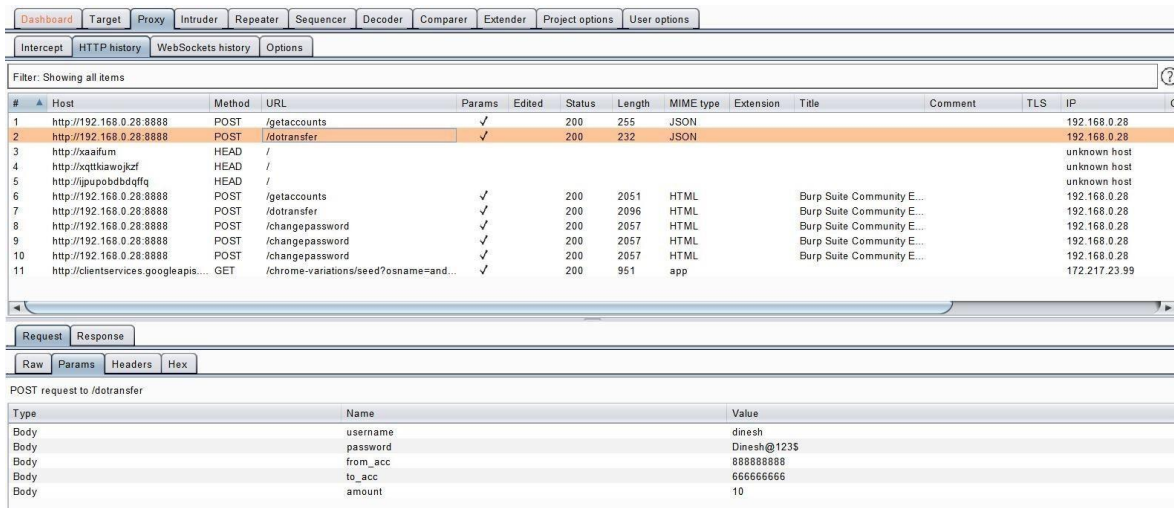 Dashboard Target Proxy Intruder Repeater Sequencer Decoder Comparer Extender Project options User options
Intercept HTTP history WebSockets history Options
Filter: Showing all items ?
# Host Method URL Params Edited Status Length MIME type Extension Title Comment TLS IP
1 http://192.168.0.28:8888 POST /getaccounts ✓ 200 255 JSON 192.168.0.28
2 http://192.168.0.28:8888 POST /dotransfer ✓ 200 232 JSON 192.168.0.28
3 http://xaaifum HEAD / unknown host
4 http://xqttkiawojkzf HEAD / unknown host
5 http://ijpupobdbdqffq HEAD / unknown host
6 http://192.168.0.28:8888 POST /getaccounts ✓ 200 2051 HTML Burp Suite Community E... 192.168.0.28
7 http://192.168.0.28:8888 POST /dotransfer ✓ 200 2096 HTML Burp Suite Community E... 192.168.0.28
8 http://192.168.0.28:8888 POST /changepassword ✓ 200 2057 HTML Burp Suite Community E... 192.168.0.28
9 http://192.168.0.28:8888 POST /changepassword ✓ 200 2057 HTML Burp Suite Community E... 192.168.0.28
10 http://192.168.0.28:8888 POST /changepassword ✓ 200 2057 HTML Burp Suite Community E... 192.168.0.28
11 http://clientservices.googleapis.... GET /chrome-variations/seed?osname=and... ✓ 200 951 app 172.217.23.99
Request Response
Raw Params Headers Hex
POST request to /dotransfer
Type Name Value
Body username dinesh
Body password Dinesh@123$
Body from_acc 888888888
Body to_acc 666666666
Body amount 10